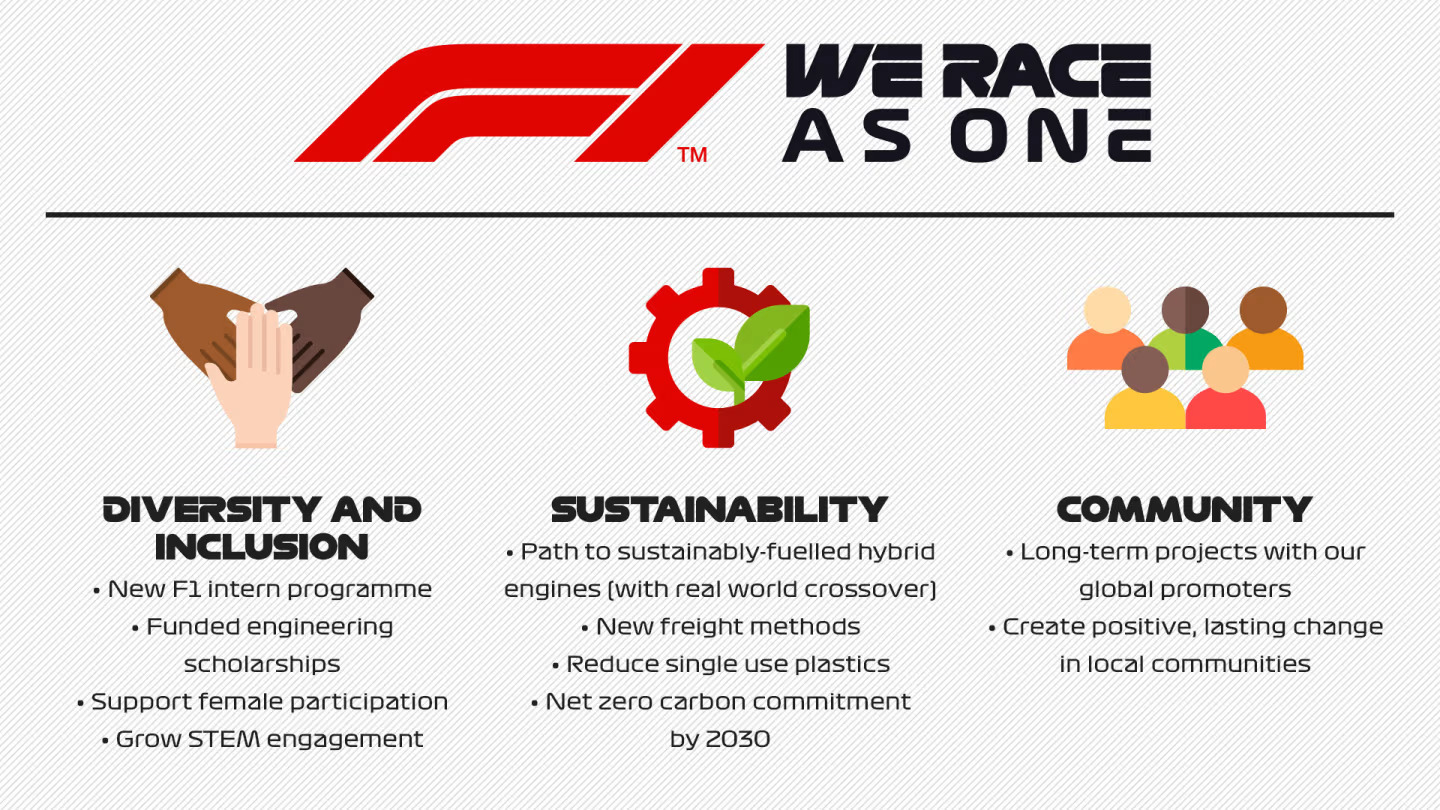 F1
TM
WE RACE
AS ONE
DIVERSITY AND
INCLUSION
• New F1 intern programme
• Funded engineering
scholarships
• Support female participation
• Grow STEM engagement
SUSTAINABILITY
• Path to sustainably-fuelled hybrid
engines (with real world crossover)
• New freight methods
• Reduce single use plastics
• Net zero carbon commitment
by 2030
COMMUNITY
• Long-term projects with our
global promoters
• Create positive, lasting change
in local communities